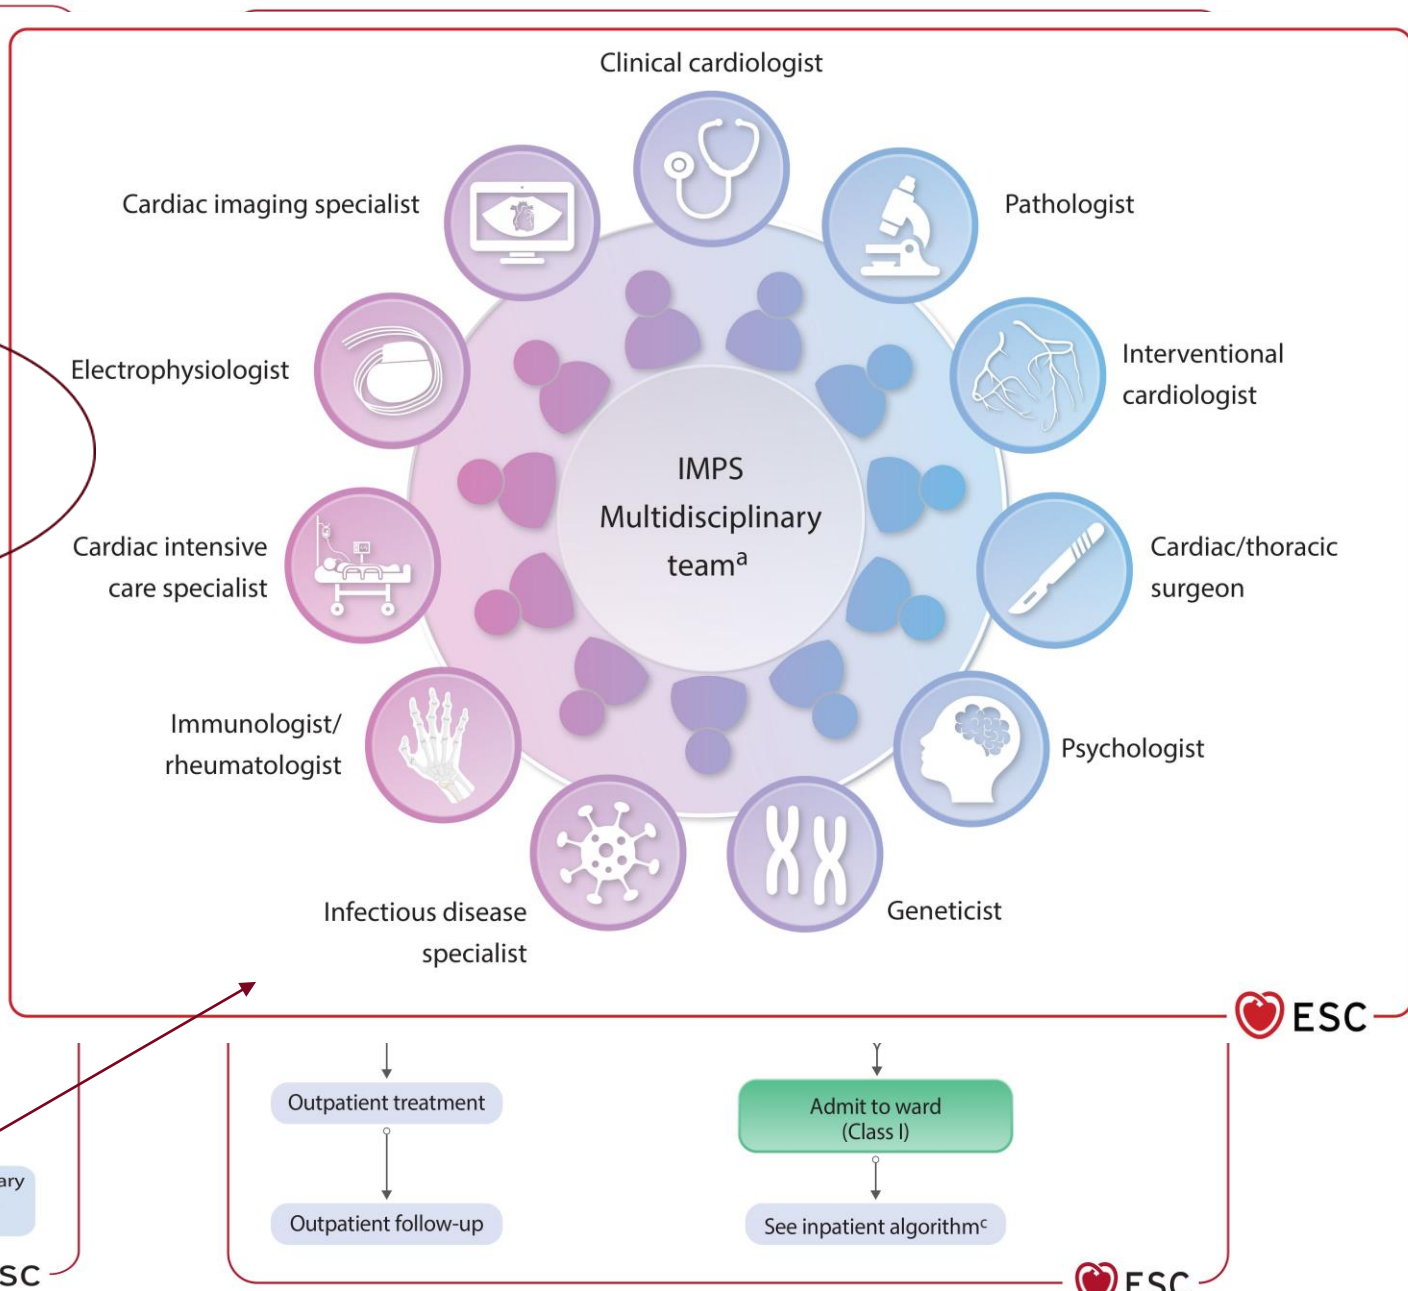 Clinical cardiologist
Cardiac imaging specialist
Pathologist
Electrophysiologist
Interventional
cardiologist
IMPS
Multidisciplinary
teamᵃ
Cardiac intensive
care specialist
Cardiac/thoracic
surgeon
Immunologist/
rheumatologist
Psychologist
Infectious disease
specialist
Geneticist
ESC
Outpatient treatment
Admit to ward
(Class I)
ary
Outpatient follow-up
See inpatient algorithmᶜ
SC
ESC